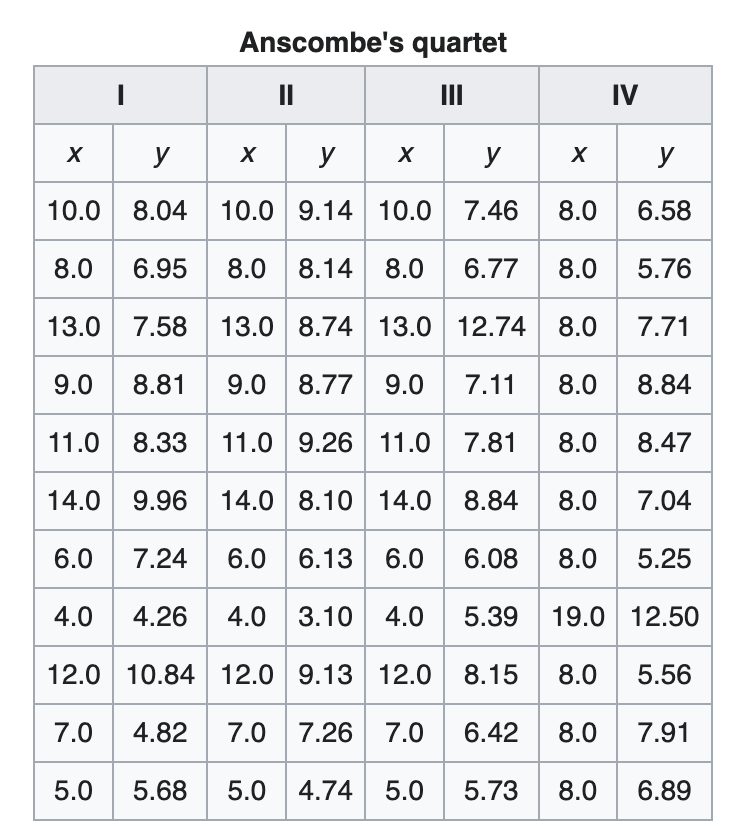 Anscombe's quartet
I II III IV
x y x y x y x y
10.0 8.04 10.0 9.14 10.0 7.46 8.0 6.58
8.0 6.95 8.0 8.14 8.0 6.77 8.0 5.76
13.0 7.58 13.0 8.74 13.0 12.74 8.0 7.71
9.0 8.81 9.0 8.77 9.0 7.11 8.0 8.84
11.0 8.33 11.0 9.26 11.0 7.81 8.0 8.47
14.0 9.96 14.0 8.10 14.0 8.84 8.0 7.04
6.0 7.24 6.0 6.13 6.0 6.08 8.0 5.25
4.0 4.26 4.0 3.10 4.0 5.39 19.0 12.50
12.0 10.84 12.0 9.13 12.0 8.15 8.0 5.56
7.0 4.82 7.0 7.26 7.0 6.42 8.0 7.91
5.0 5.68 5.0 4.74 5.0 5.73 8.0 6.89